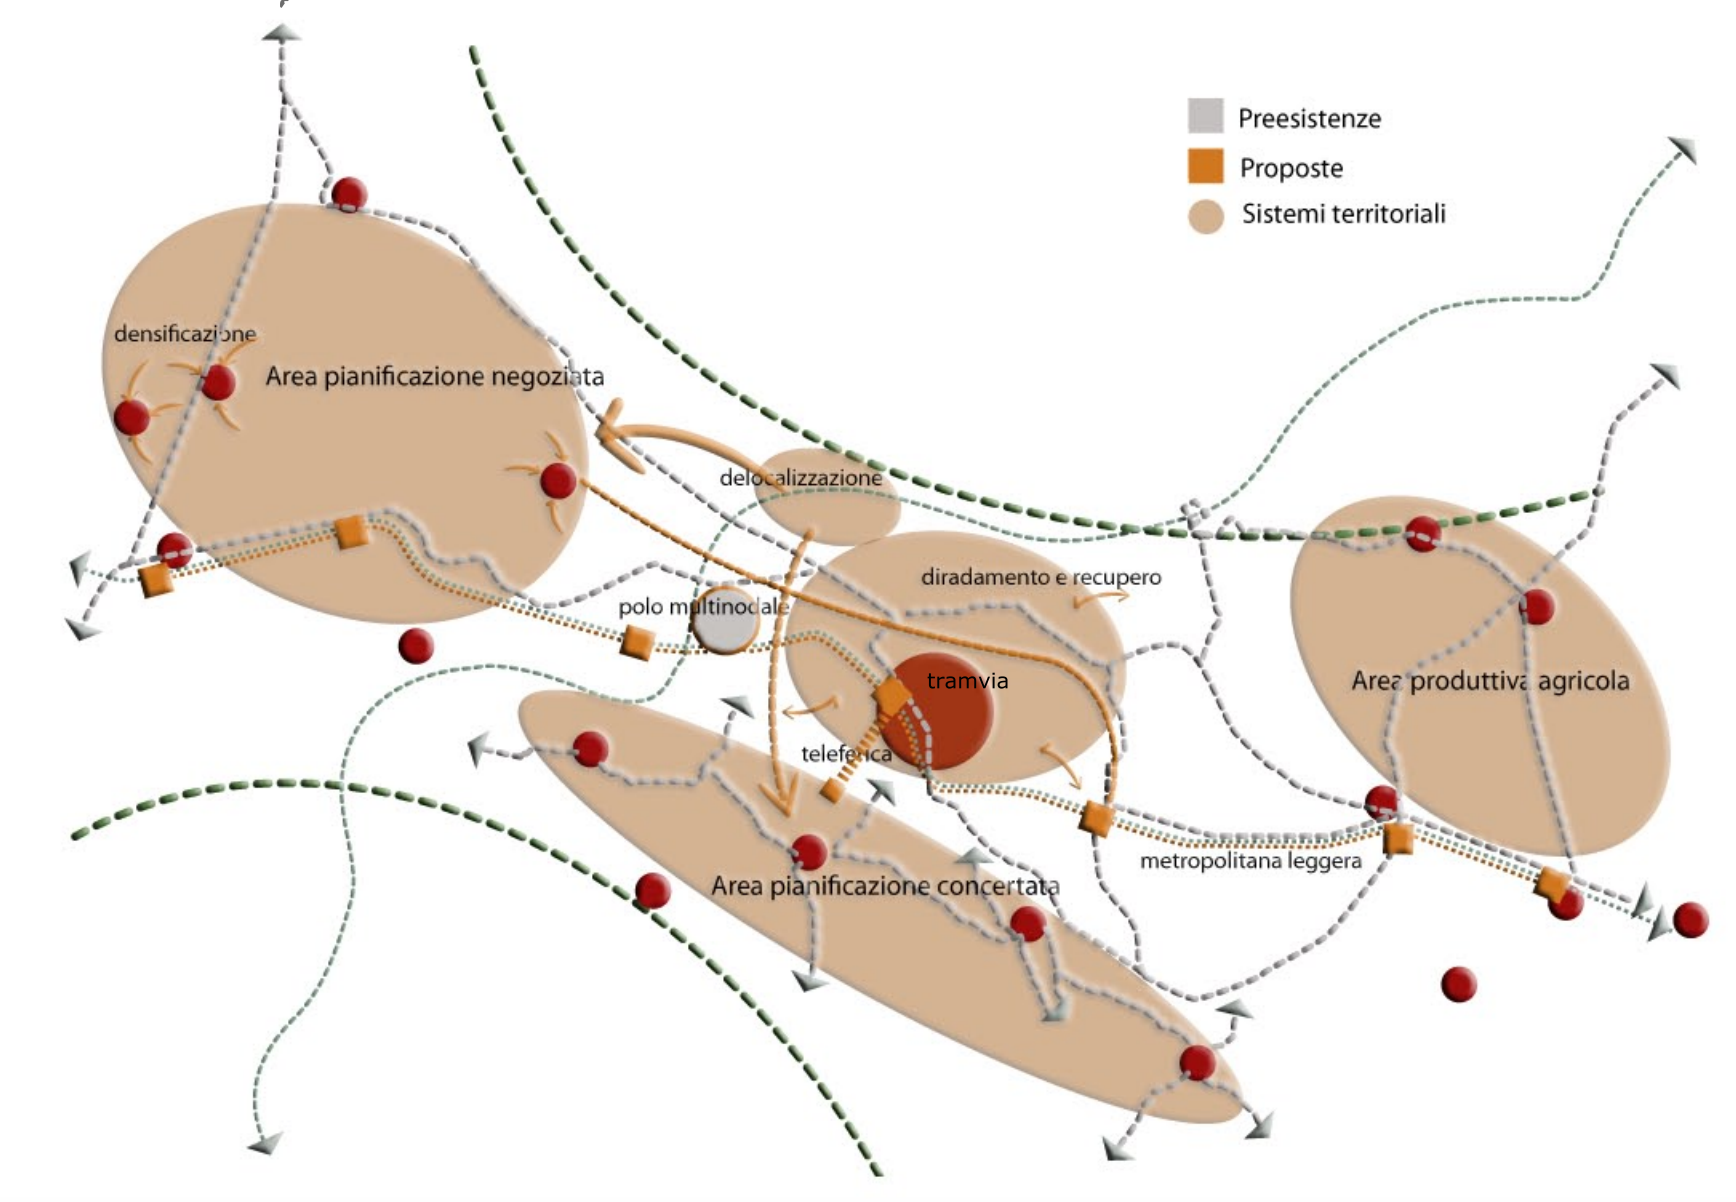 Preesistenze
Proposte
Sistemi territoriali
densificazione
Area pianificazione negoziata
delocalizzazione
diradamento e recupero
polo multinodale
tramvia
Area produttiva agricola
teleferica
metropolitana leggera
Area pianificazione concertata